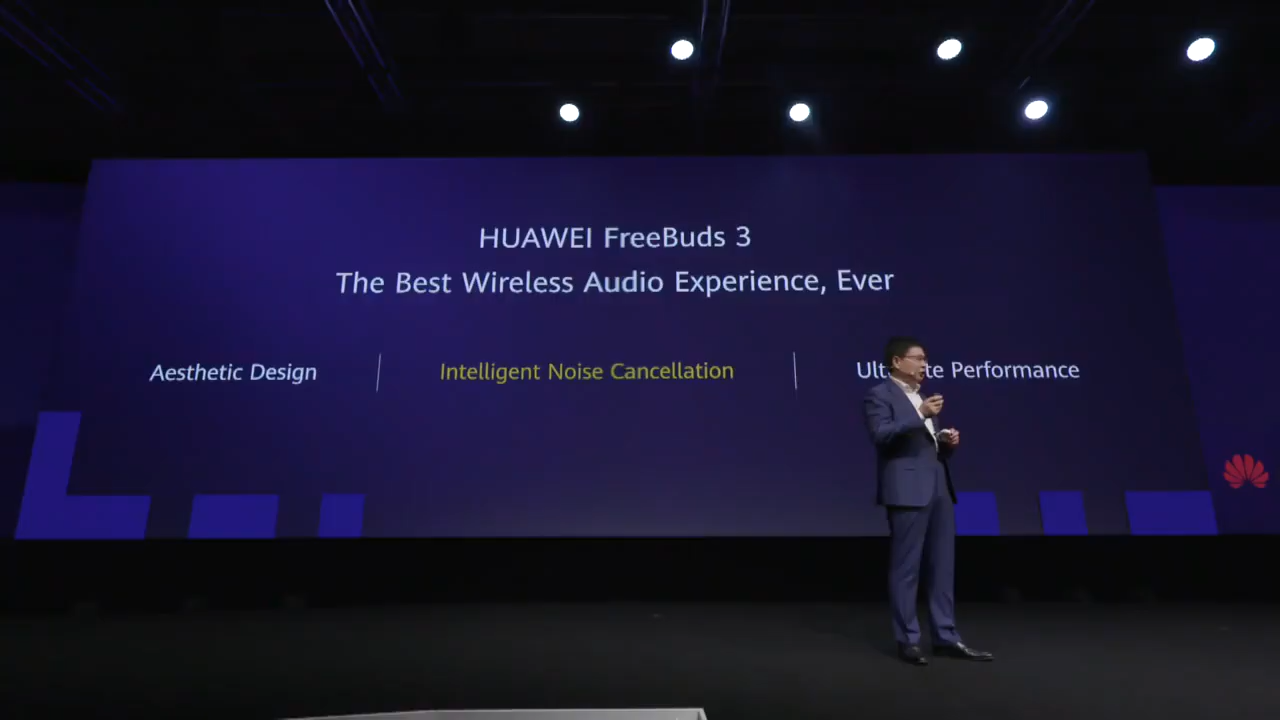 HUAWEI FreeBuds 3
The Best Wireless Audio Experience, Ever
Aesthetic Design
Intelligent Noise Cancellation
Performance